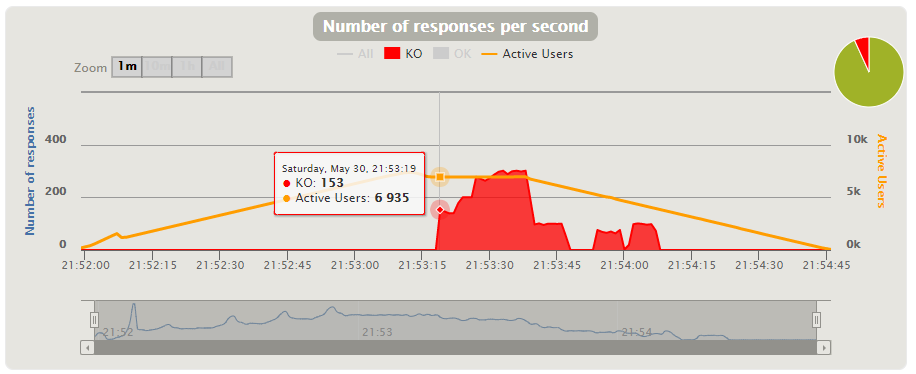 Number of responses per second
All KO OK Active Users
Zoom 1m 10m 1h All
Number of responses
Active Users
400
200
0
10k
5k
0k
Saturday, May 30, 21:53:19
KO: 153
Active Users: 6 935
21:52:00 21:52:15 21:52:30 21:52:45 21:53:00 21:53:15 21:53:30 21:53:45 21:54:00 21:54:15 21:54:30 21:54:45
21:52 21:53 21:54